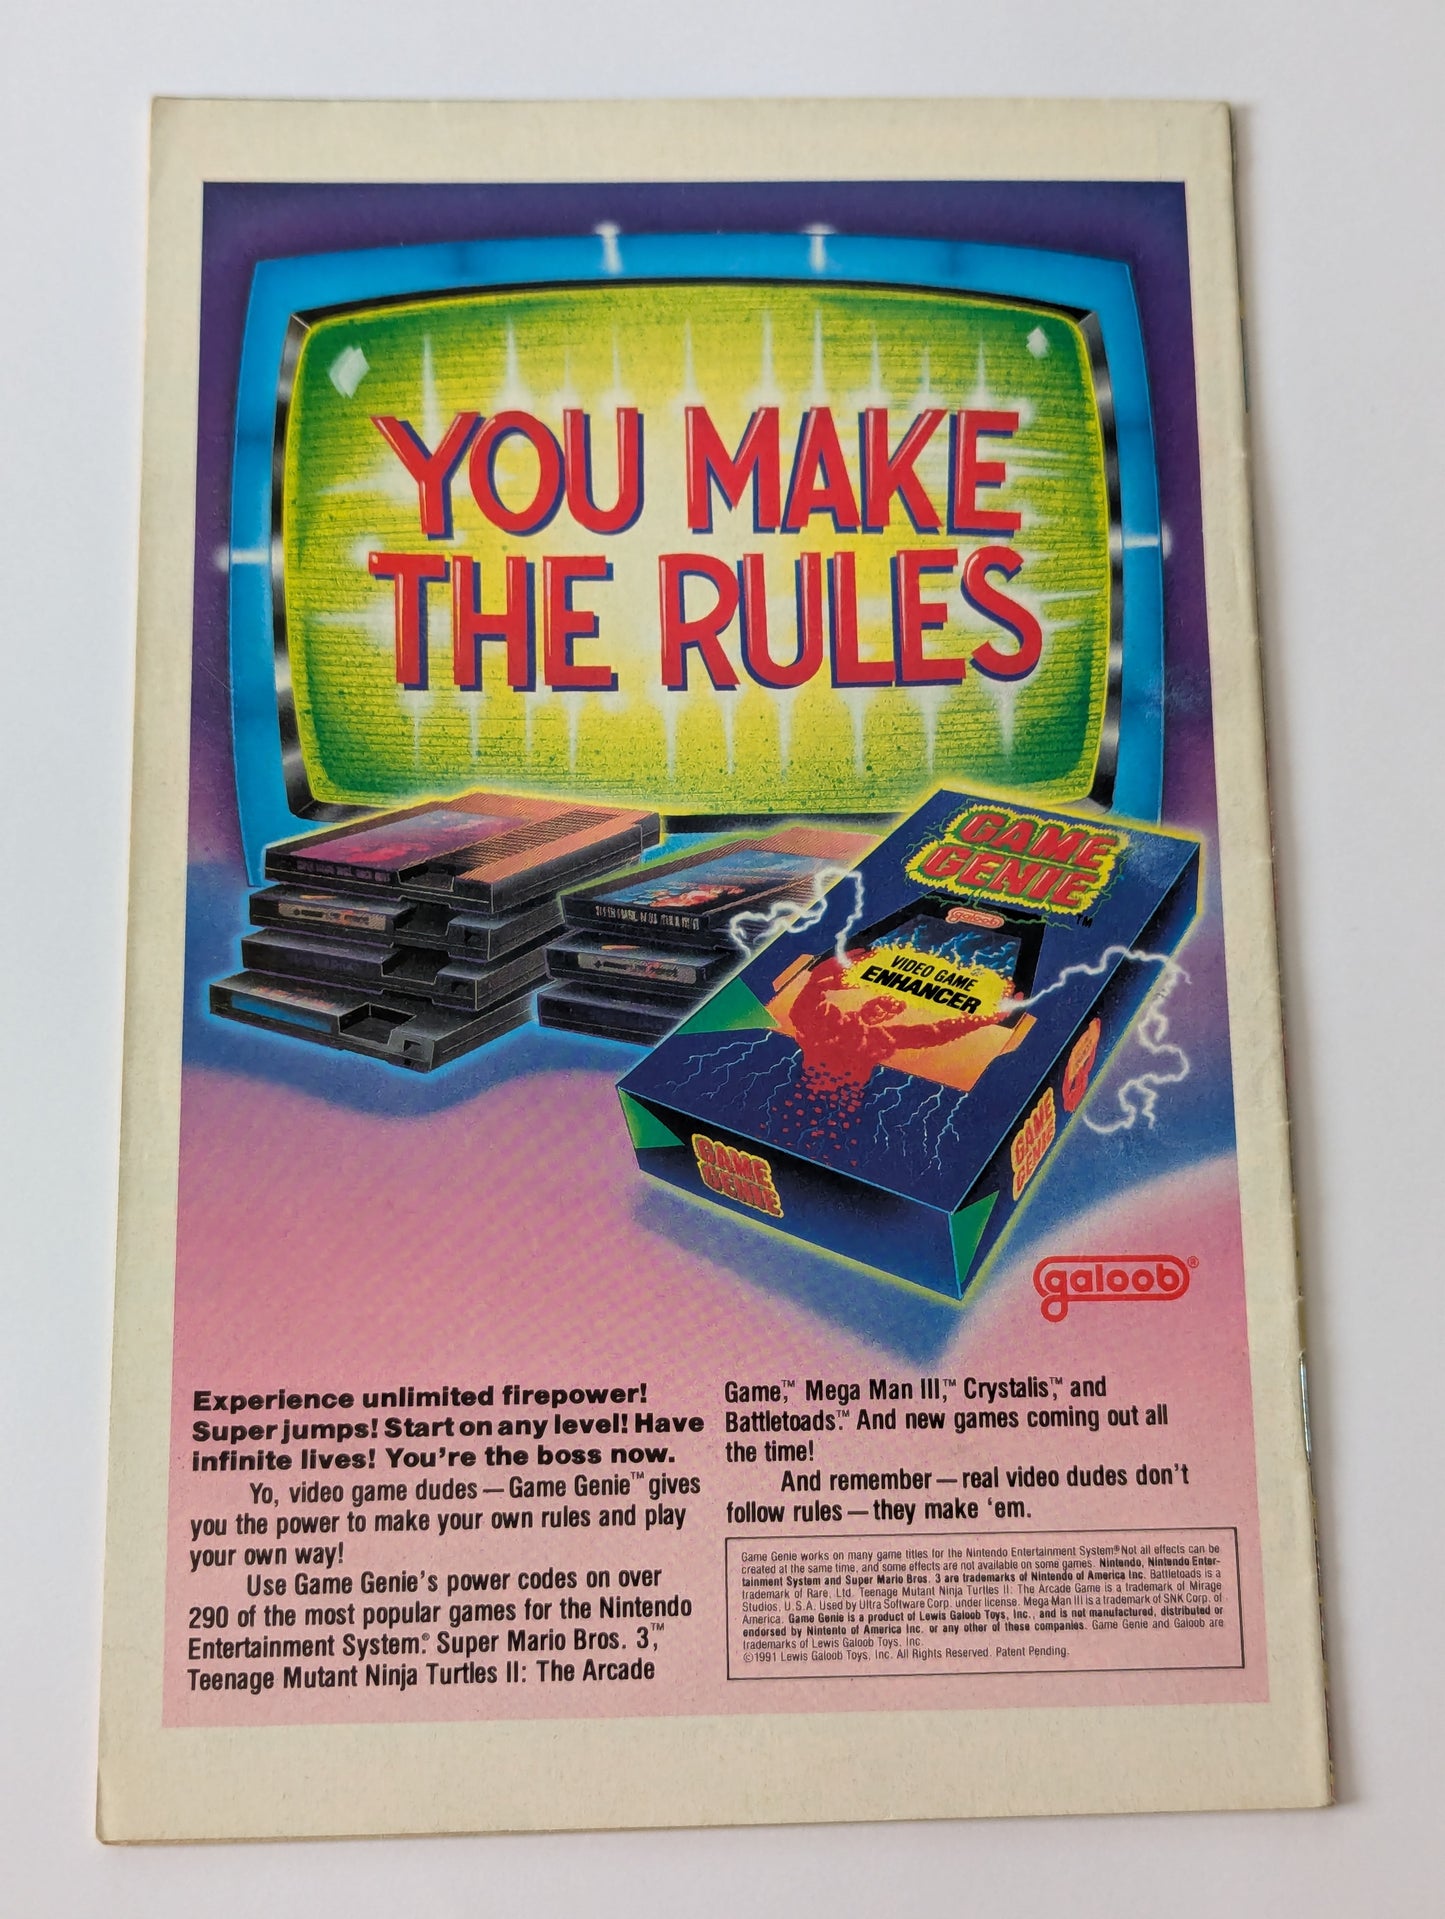 YOU MAKE
THE RULES
GAME
GENIE™
galoob
VIDEO GAME
ENHANCER
GAME
GENIE
GAME
GENIE
galoob®
Experience unlimited firepower!
Super jumps! Start on any level! Have
infinite lives! You're the boss now.
Yo, video game dudes — Game Genie™ gives
you the power to make your own rules and play
your own way!
Use Game Genie's power codes on over
290 of the most popular games for the Nintendo
Entertainment System.® Super Mario Bros. 3,™
Teenage Mutant Ninja Turtles II: The Arcade
Game,™ Mega Man III,™ Crystalis,™ and
Battletoads.™ And new games coming out all
the time!
And remember — real video dudes don't
follow rules — they make 'em.
Game Genie works on many game titles for the Nintendo Entertainment System.® Not all effects can be
created at the same time, and some effects are not available on some games. Nintendo, Nintendo Enter-
tainment System and Super Mario Bros. 3 are trademarks of Nintendo of America Inc. Battletoads is a
trademark of Rare, Ltd. Teenage Mutant Ninja Turtles II: The Arcade Game is a trademark of Mirage
Studios, U.S.A. Used by Ultra Software Corp. under license. Mega Man III is a trademark of SNK Corp. of
America. Game Genie is a product of Lewis Galoob Toys, Inc., and is not manufactured, distributed or
endorsed by Nintento of America Inc. or any other of these companies. Game Genie and Galoob are
trademarks of Lewis Galoob Toys, Inc.
©1991 Lewis Galoob Toys, Inc. All Rights Reserved. Patent Pending.